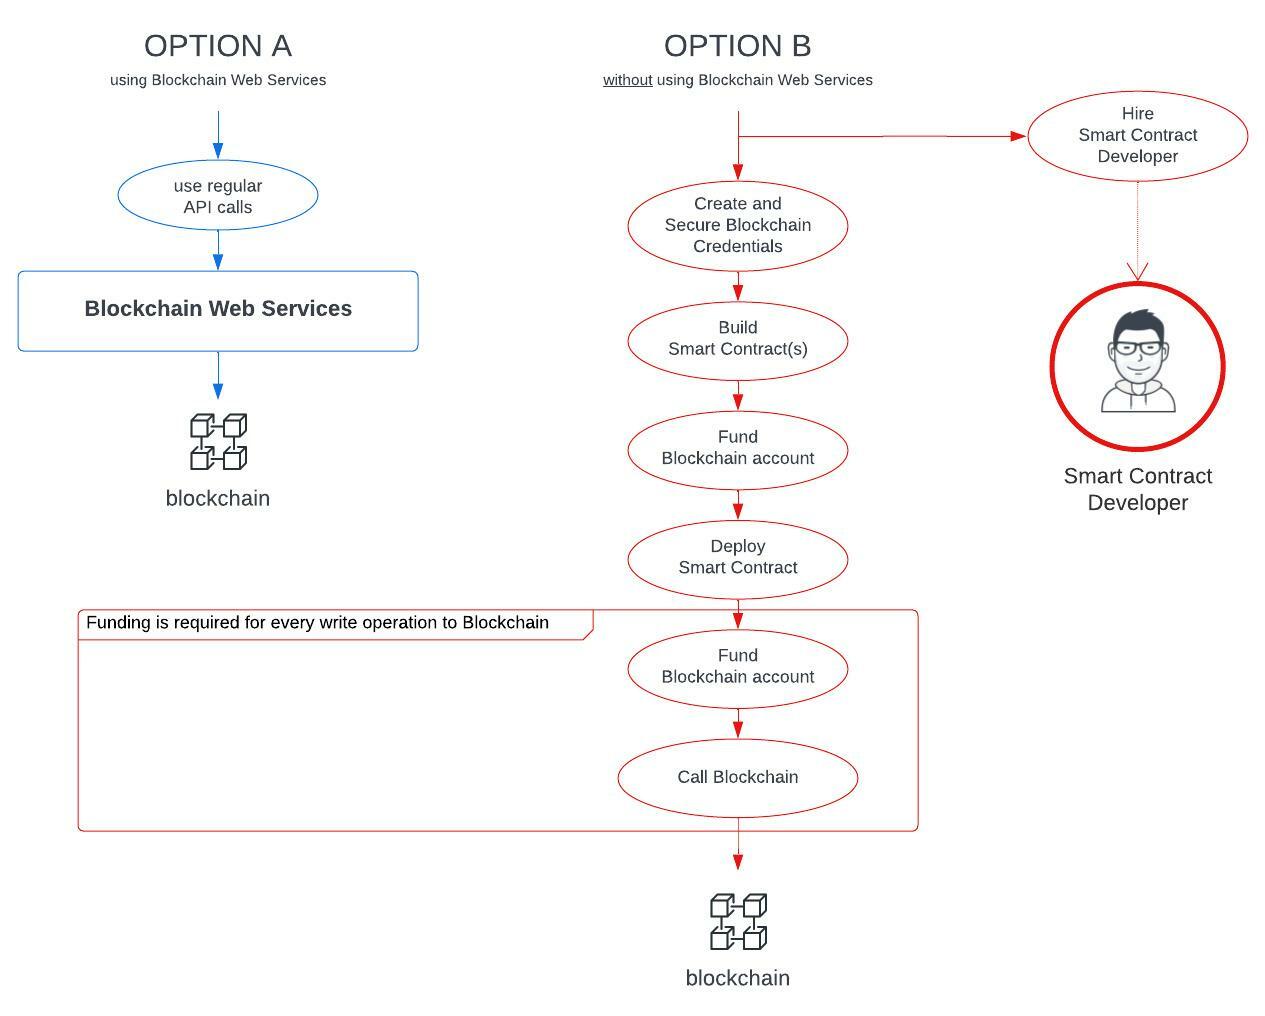 OPTION A
using Blockchain Web Services
use regular
API calls
Blockchain Web Services
blockchain
OPTION B
without using Blockchain Web Services
Hire
Smart Contract
Developer
Smart Contract
Developer
Create and
Secure Blockchain
Credentials
Build
Smart Contract(s)
Fund
Blockchain account
Deploy
Smart Contract
Funding is required for every write operation to Blockchain
Fund
Blockchain account
Call Blockchain
blockchain